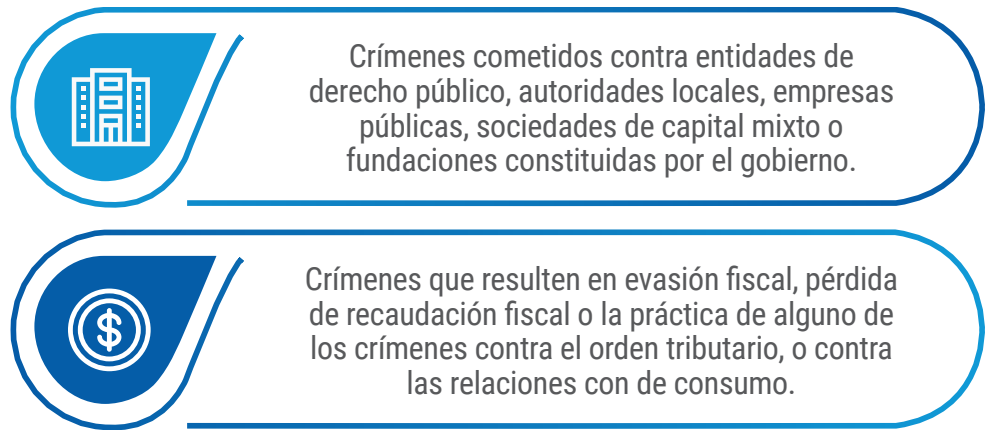 Crímenes cometidos contra entidades de
derecho público, autoridades locales, empresas
públicas, sociedades de capital mixto o
fundaciones constituidas por el gobierno.
Crímenes que resulten en evasión fiscal, pérdida
de recaudación fiscal o la práctica de alguno de
los crímenes contra el orden tributario, o contra
las relaciones con de consumo.